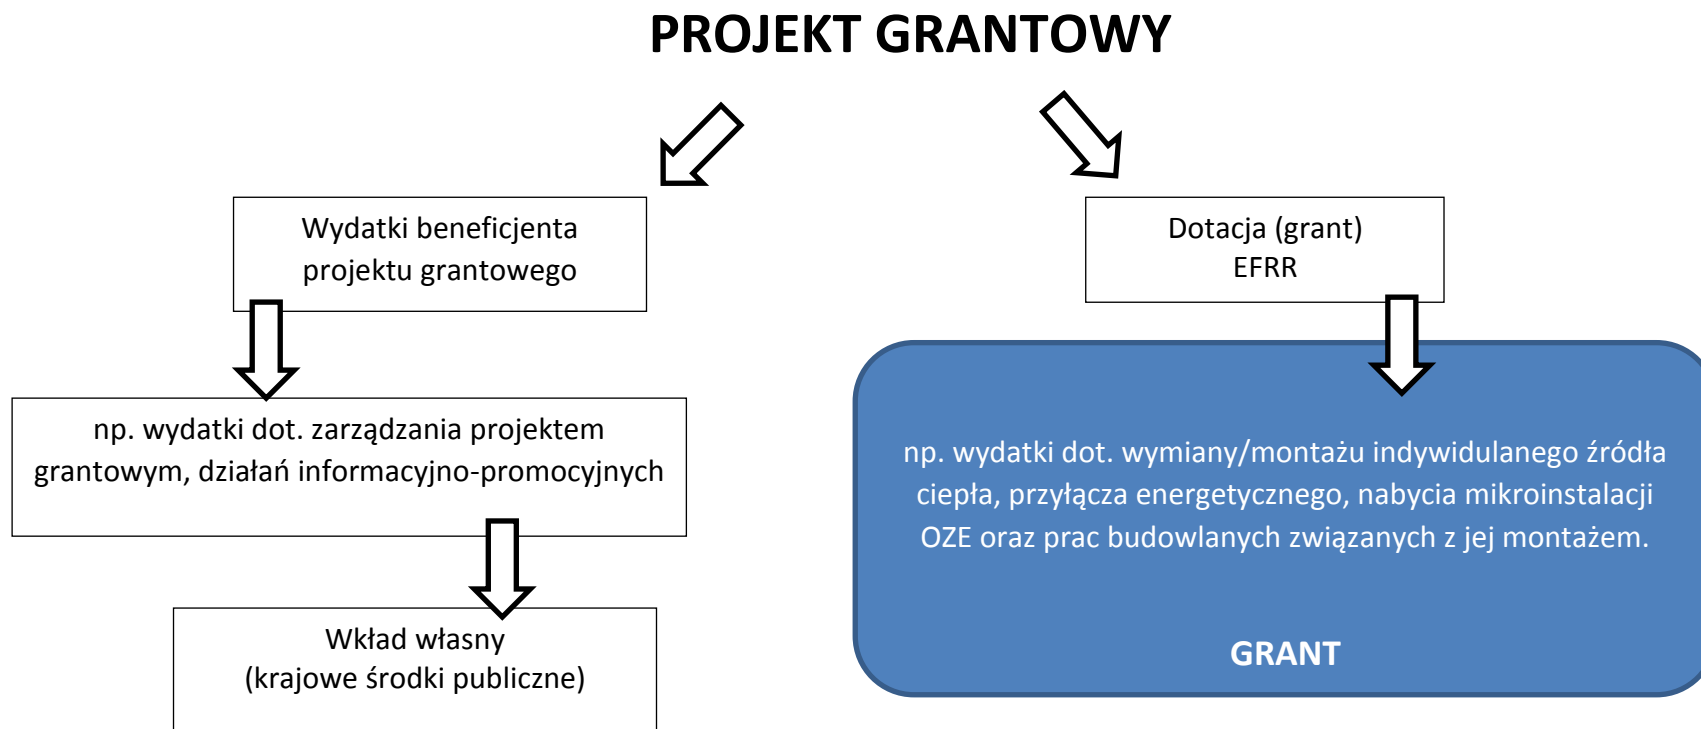 PROJEKT GRANTOWY
Wydatki beneficjenta
projektu grantowego
np. wydatki dot. zarządzania projektem
grantowym, działań informacyjno-promocyjnych
Wkład własny
(krajowe środki publiczne)
Dotacja (grant)
EFRR
np. wydatki dot. wymiany/montażu indywidulanego źródła
ciepła, przyłącza energetycznego, nabycia mikroinstalacji
OZE oraz prac budowlanych związanych z jej montażem.
GRANT